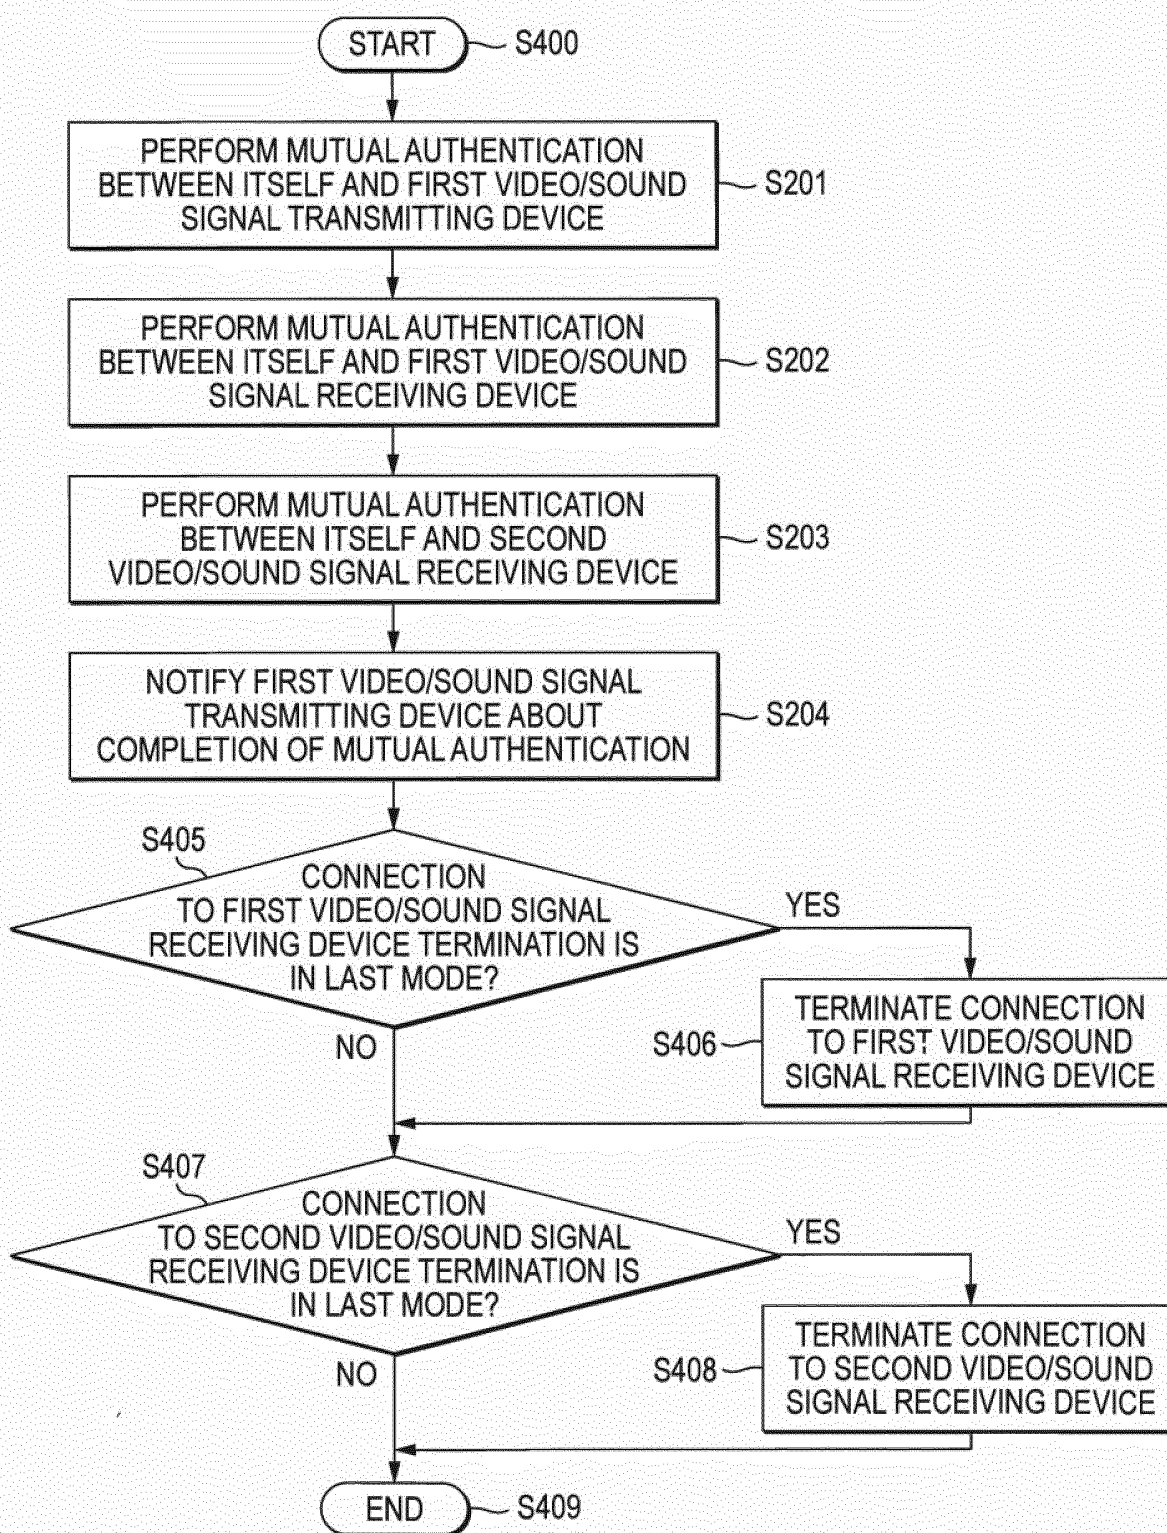 START
S400
PERFORM MUTUAL AUTHENTICATION
BETWEEN ITSELF AND FIRST VIDEO/SOUND
SIGNAL TRANSMITTING DEVICE
S201
PERFORM MUTUAL AUTHENTICATION
BETWEEN ITSELF AND FIRST VIDEO/SOUND
SIGNAL RECEIVING DEVICE
S202
PERFORM MUTUAL AUTHENTICATION
BETWEEN ITSELF AND SECOND
VIDEO/SOUND SIGNAL RECEIVING DEVICE
S203
NOTIFY FIRST VIDEO/SOUND SIGNAL
TRANSMITTING DEVICE ABOUT
COMPLETION OF MUTUAL AUTHENTICATION
S204
S405
CONNECTION
TO FIRST VIDEO/SOUND SIGNAL
RECEIVING DEVICE TERMINATION IS
IN LAST MODE?
YES
NO
S406
TERMINATE CONNECTION
TO FIRST VIDEO/SOUND
SIGNAL RECEIVING DEVICE
S407
CONNECTION
TO SECOND VIDEO/SOUND SIGNAL
RECEIVING DEVICE TERMINATION IS
IN LAST MODE?
YES
NO
S408
TERMINATE CONNECTION
TO SECOND VIDEO/SOUND
SIGNAL RECEIVING DEVICE
END
S409